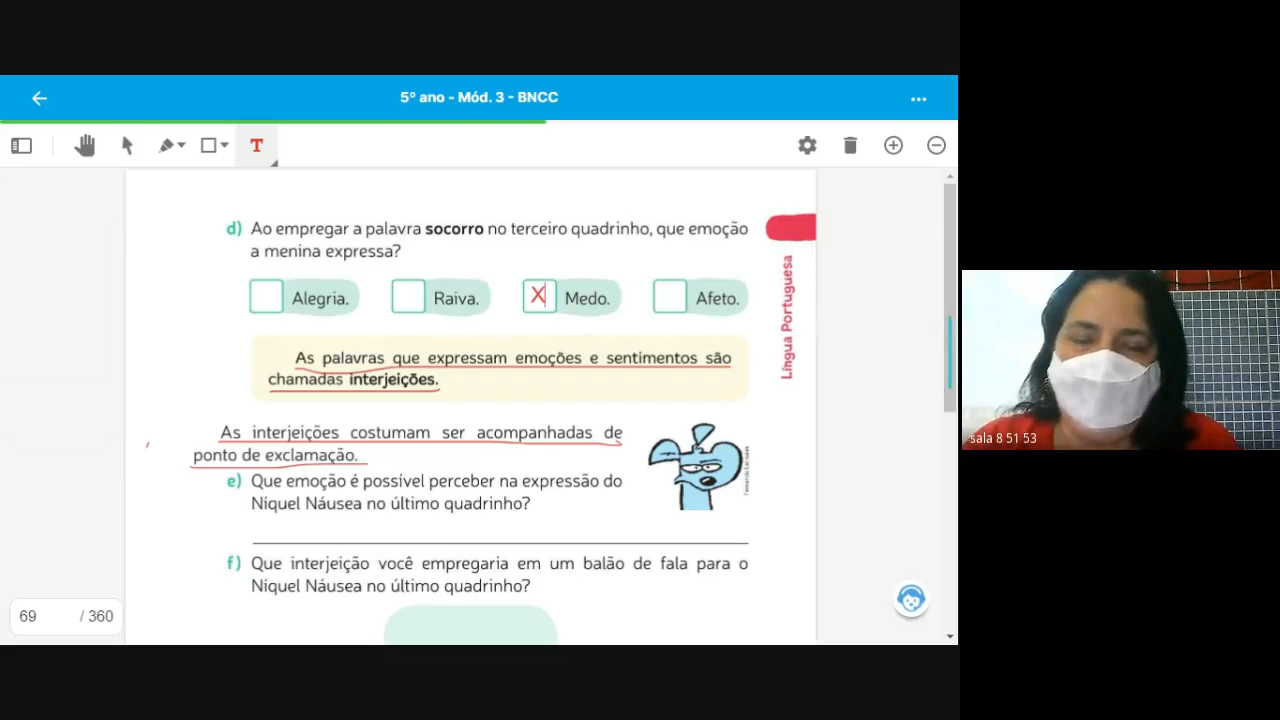 5º ano - Mód. 3 - BNCC
T
d) Ao empregar a palavra socorro no terceiro quadrinho, que emoção
a menina expressa?
Alegria. Raiva. X Medo. Afeto.
As palavras que expressam emoções e sentimentos são
chamadas interjeições.
As interjeições costumam ser acompanhadas de
ponto de exclamação.
e) Que emoção é possível perceber na expressão do
Níquel Náusea no último quadrinho?
f) Que interjeição você empregaria em um balão de fala para o
Níquel Náusea no último quadrinho?
Língua Portuguesa
69 / 360
sala 8 51 53